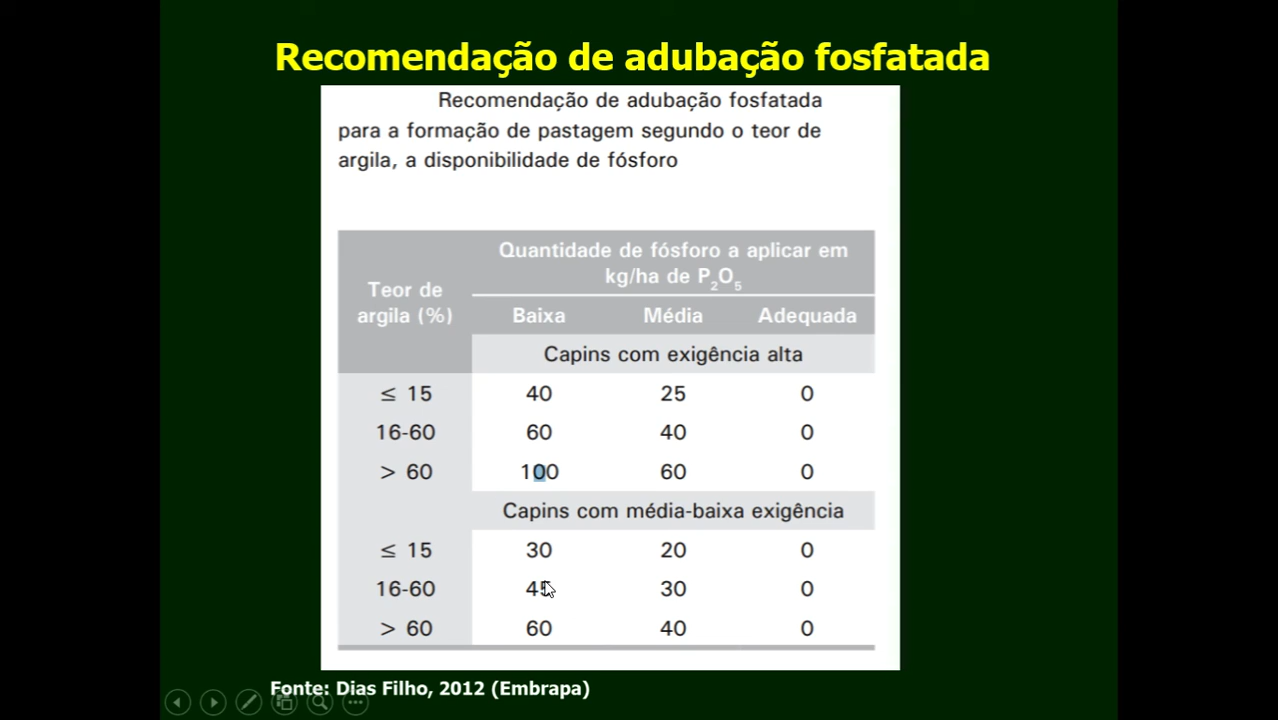 Recomendação de adubação fosfatada
Recomendação de adubação fosfatada
para a formação de pastagem segundo o teor de
argila, a disponibilidade de fósforo
Quantidade de fósforo a aplicar em
kg/ha de P₂O₅
Teor de
argila (%)
Baixa Média Adequada
Capins com exigência alta
≤ 15 40 25 0
16-60 60 40 0
> 60 100 60 0
Capins com média-baixa exigência
≤ 15 30 20 0
16-60 45 30 0
> 60 60 40 0
Fonte: Dias Filho, 2012 (Embrapa)